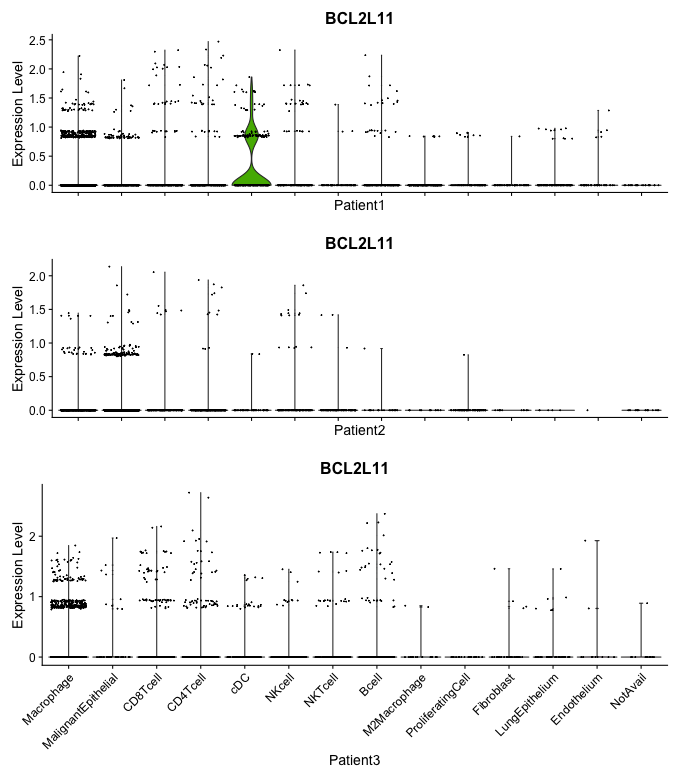 BCL2L11
Expression Level
2.5
2.0
1.5
1.0
0.5
0.0
Patient1
BCL2L11
Expression Level
2.0
1.5
1.0
0.5
0.0
Patient2
BCL2L11
Expression Level
2
1
0
Macrophage
MalignantEpithelial
CD8Tcell
CD4Tcell
cDC
NKcell
NKTcell
Bcell
M2Macrophage
ProliferatingCell
Fibroblast
LungEpithelium
Endothelium
NotAvail
Patient3